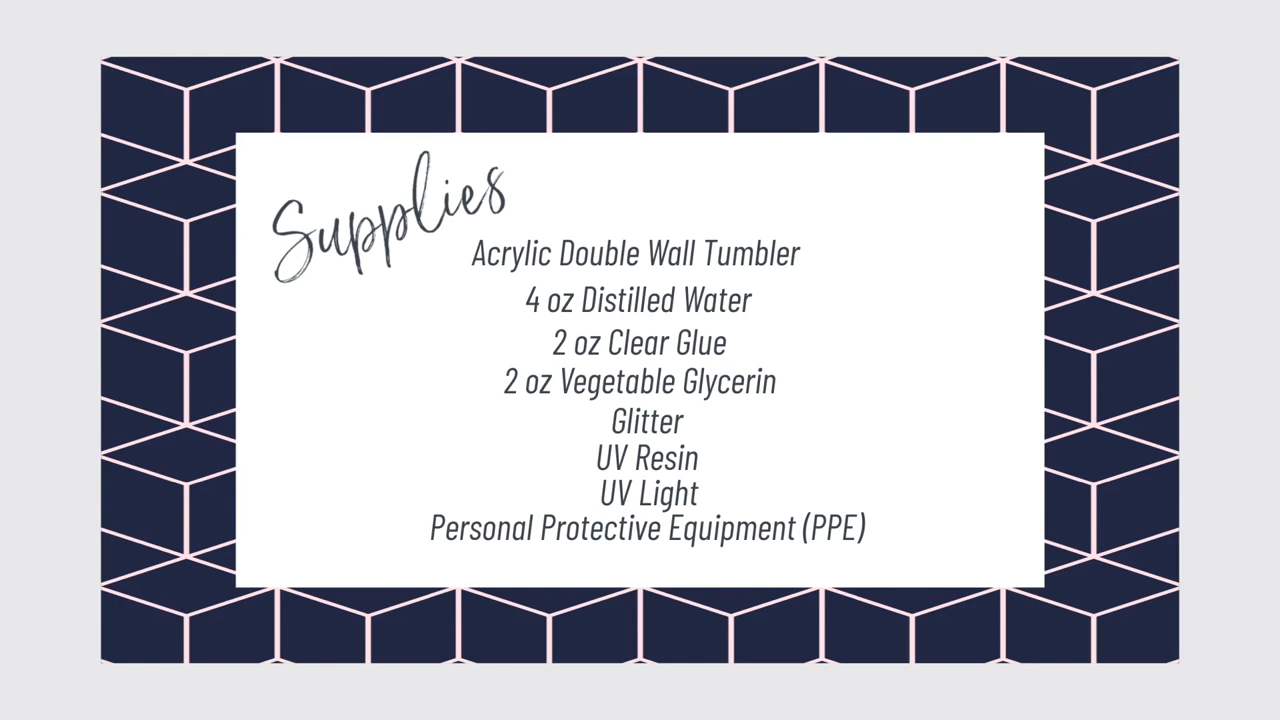 Supplies
Acrylic Double Wall Tumbler
4 oz Distilled Water
2 oz Clear Glue
2 oz Vegetable Glycerin
Glitter
UV Resin
UV Light
Personal Protective Equipment (PPE)